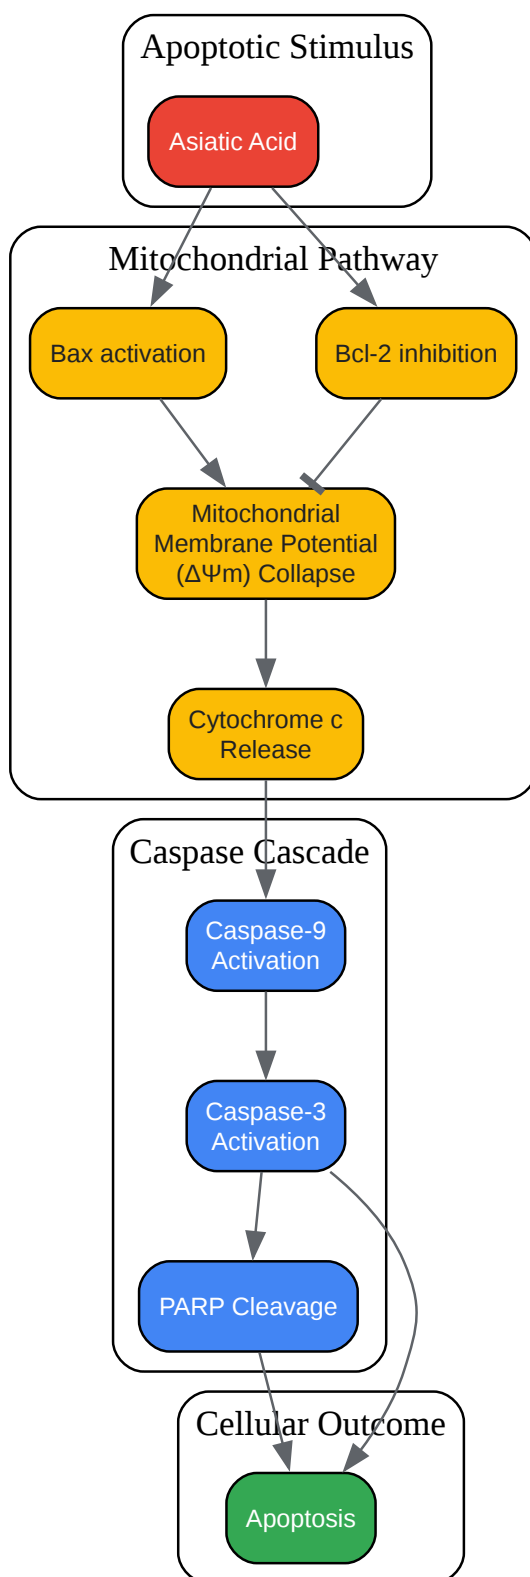 Apoptotic Stimulus
Asiatic Acid
Mitochondrial Pathway
Bax activation
Bcl-2 inhibition
Mitochondrial
Membrane Potential
(ΔΨm) Collapse
Cytochrome c
Release
Caspase Cascade
Caspase-9
Activation
Caspase-3
Activation
PARP Cleavage
Cellular Outcome
Apoptosis